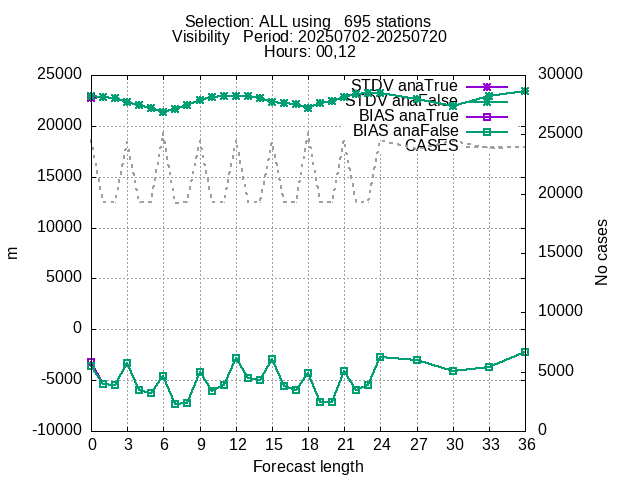 Selection: ALL using   695 stations
Visibility   Period: 20250702-20250720
Hours: 00,12
25000
20000
15000
10000
5000
0
-5000
-10000
m
30000
25000
20000
15000
10000
5000
0
No cases
STDV anaTrue
STDV anaFalse
BIAS anaTrue
BIAS anaFalse
CASES
0 3 6 9 12 15 18 21 24 27 30 33 36
Forecast length